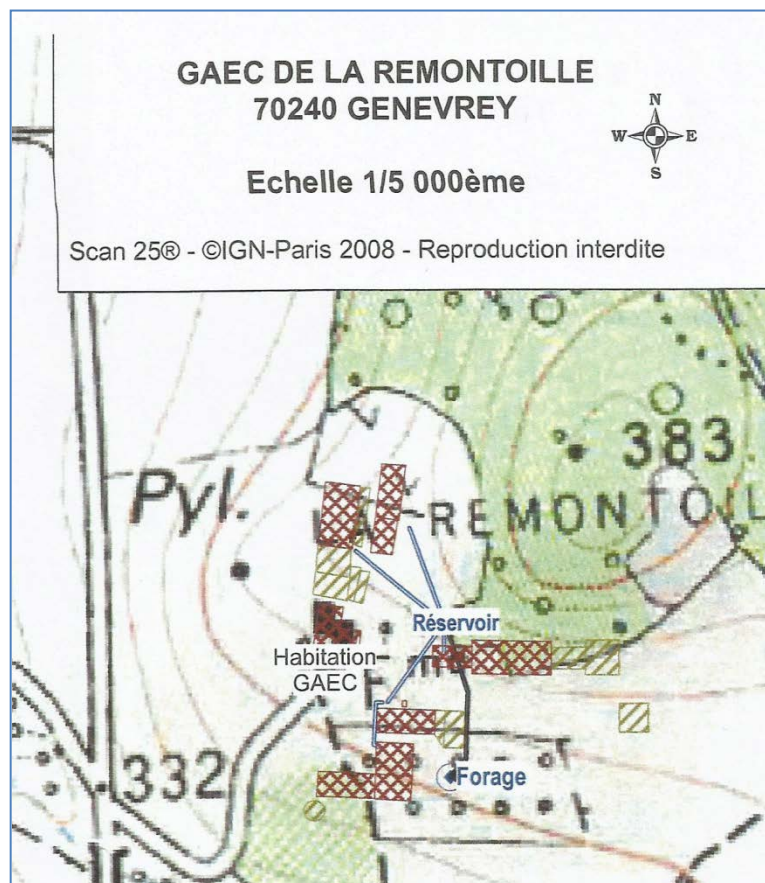 GAEC DE LA REMONTOILLE
70240 GENEVREY
N
W E
S
Echelle 1/5 000ème
Scan 25® - ©IGN-Paris 2008 - Reproduction interdite
383
Pyl.
REMONTOIL
Réservoir
Habitation
GAEC
332
Forage